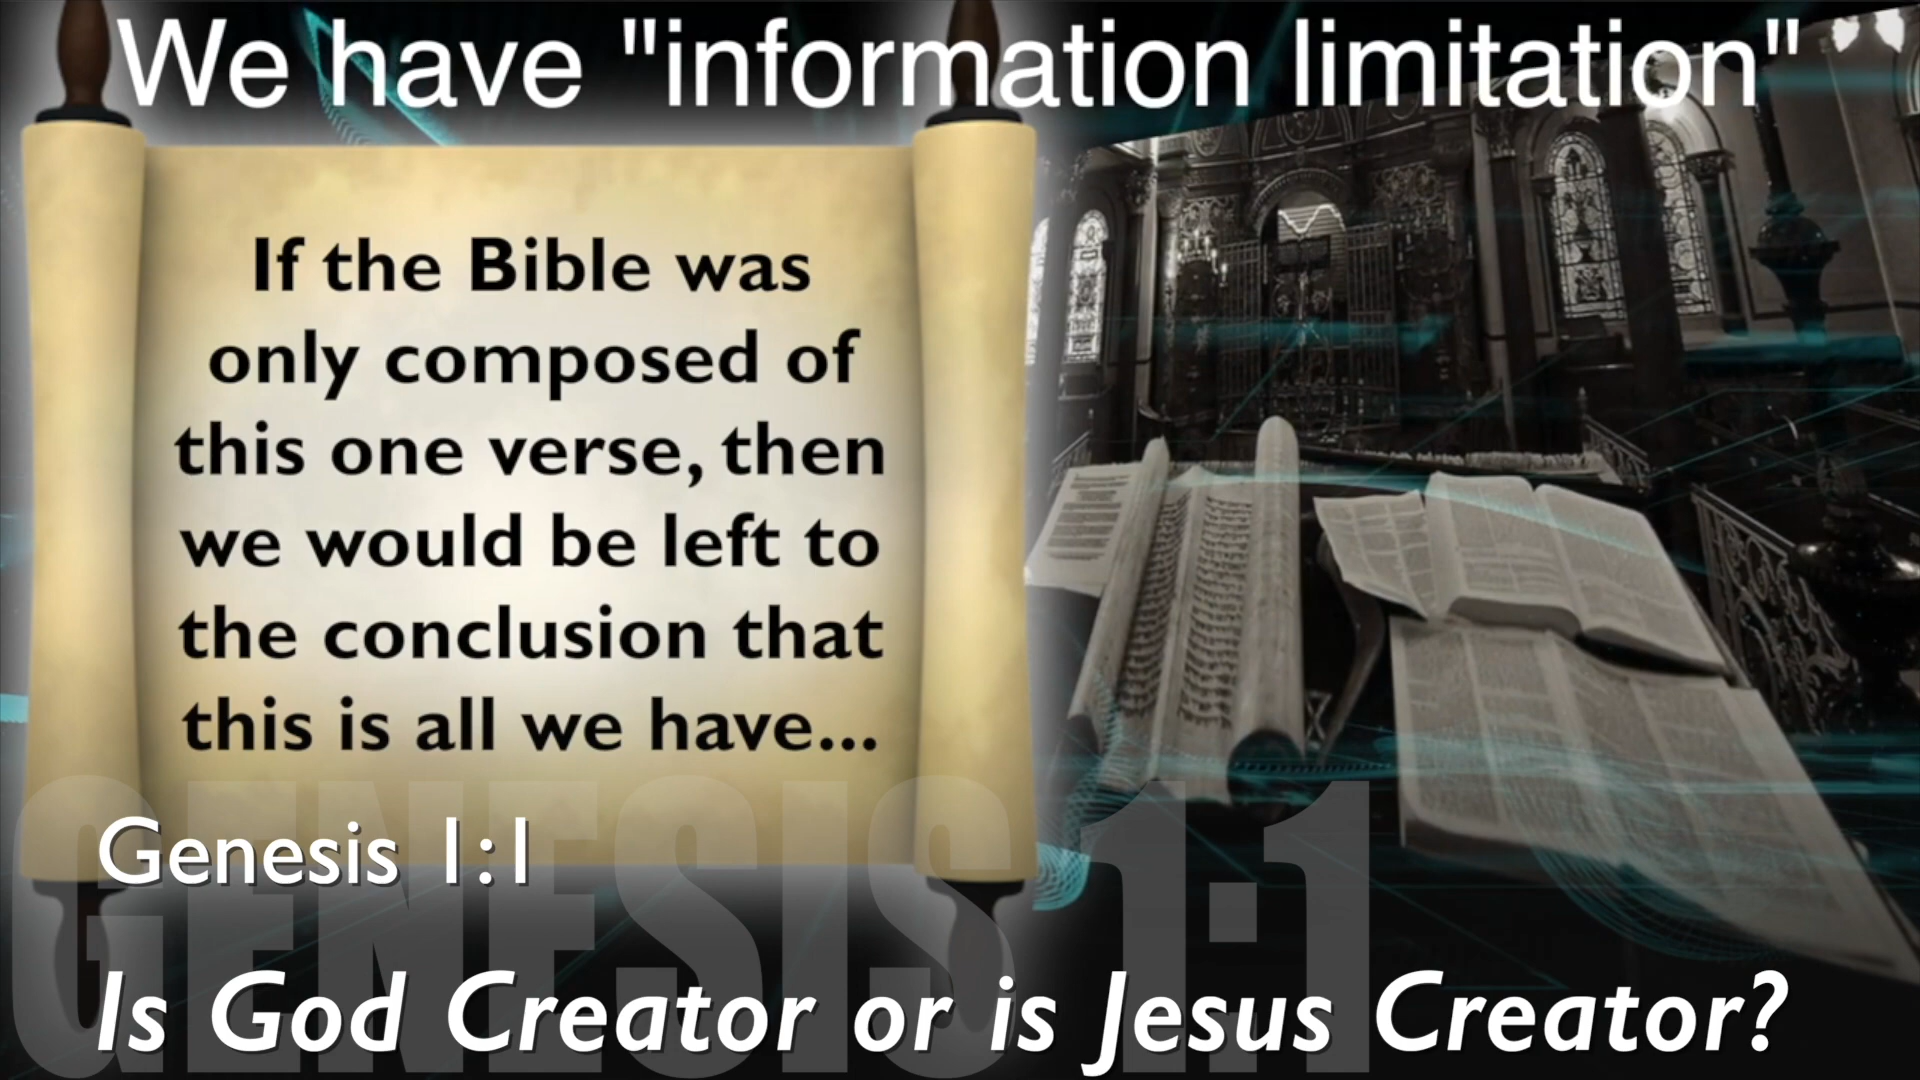 We have "information limitation"
If the Bible was
only composed of
this one verse, then
we would be left to
the conclusion that
this is all we have...
Genesis 1:1
GENESIS 1:1
Is God Creator or is Jesus Creator?